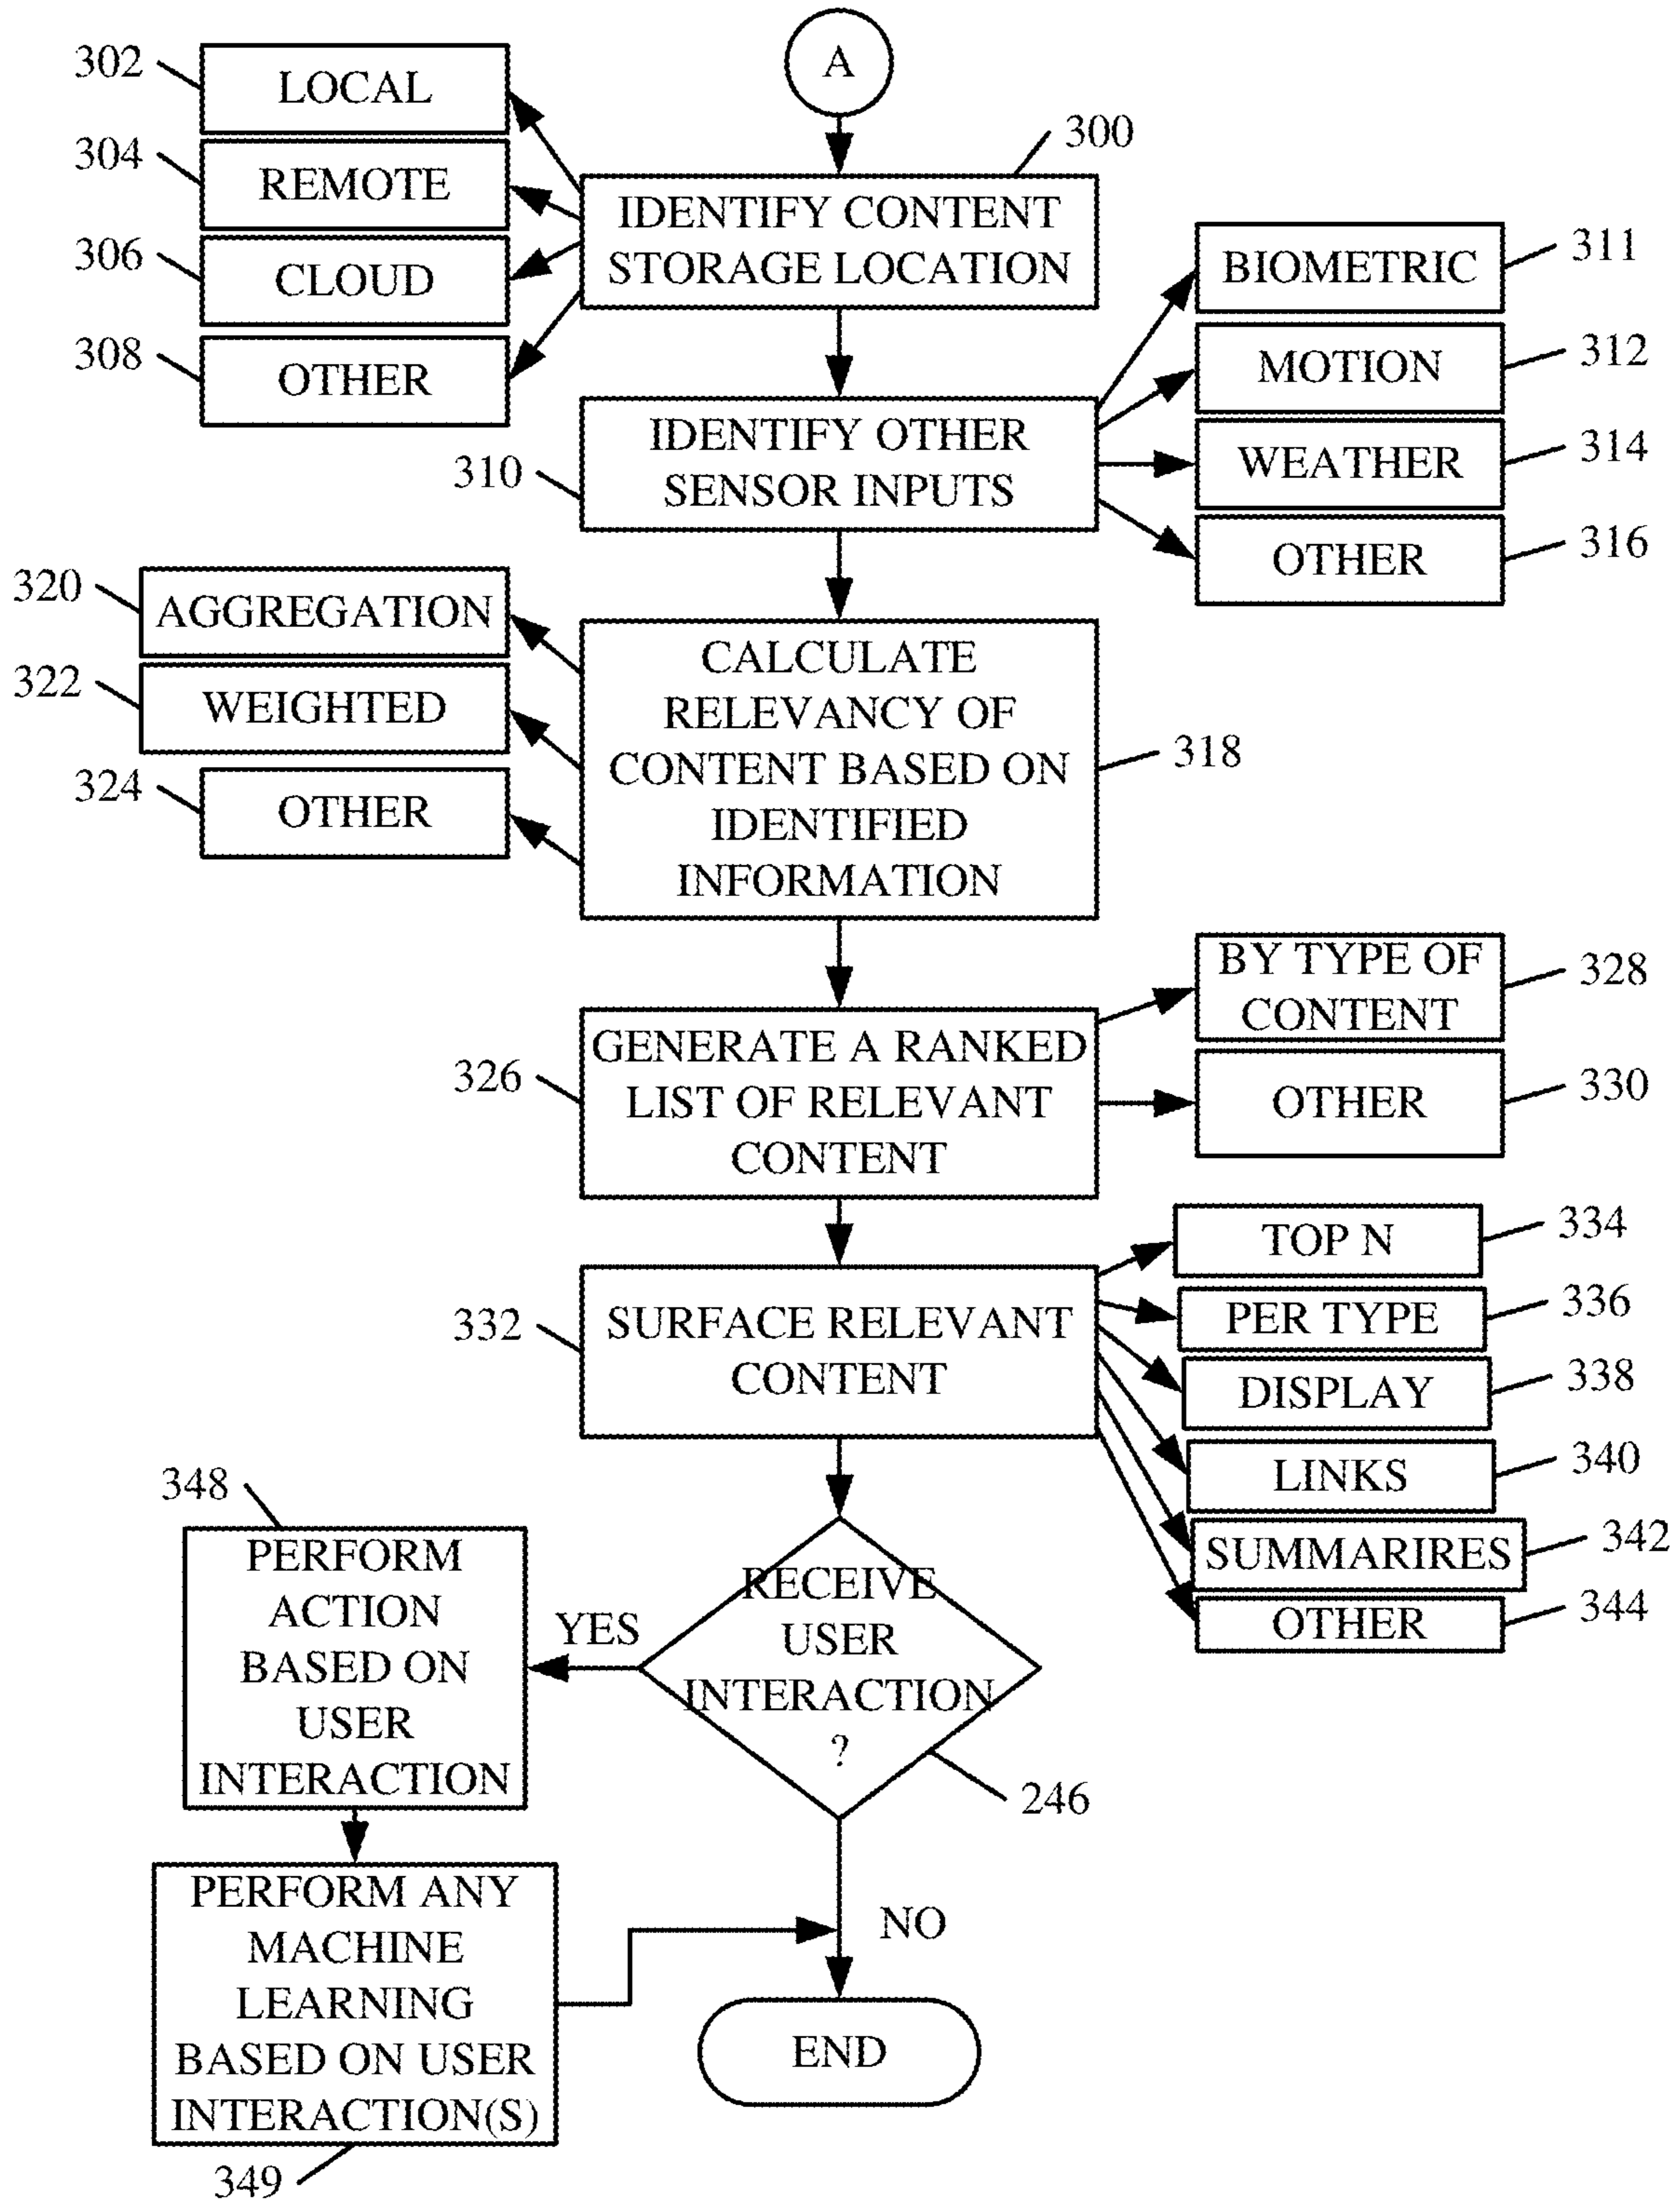 A
302
LOCAL
304
REMOTE
306
CLOUD
308
OTHER
300
IDENTIFY CONTENT
STORAGE LOCATION
BIOMETRIC
311
MOTION
312
WEATHER
314
OTHER
316
310
IDENTIFY OTHER
SENSOR INPUTS
320
AGGREGATION
322
WEIGHTED
324
OTHER
CALCULATE
RELEVANCY OF
CONTENT BASED ON
IDENTIFIED
INFORMATION
318
BY TYPE OF
CONTENT
328
OTHER
330
326
GENERATE A RANKED
LIST OF RELEVANT
CONTENT
TOP N
334
PER TYPE
336
DISPLAY
338
LINKS
340
SUMMARIRES
342
OTHER
344
332
SURFACE RELEVANT
CONTENT
348
PERFORM
ACTION
BASED ON
USER
INTERACTION
YES
RECEIVE
USER
INTERACTION
?
246
PERFORM ANY
MACHINE
LEARNING
BASED ON USER
INTERACTION(S)
349
NO
END